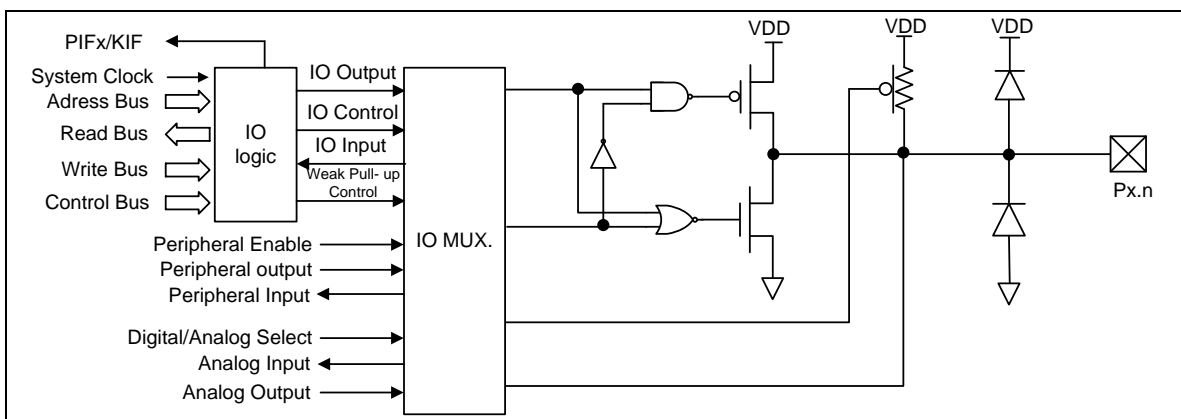 PIFx/KIF
System Clock
Adress Bus
Read Bus
Write Bus
Control Bus
IO
logic
IO Output
IO Control
IO Input
Weak Pull- up
Control
Peripheral Enable
Peripheral output
Peripheral Input
Digital/Analog Select
Analog Input
Analog Output
IO MUX.
VDD
VDD
VDD
Px.n